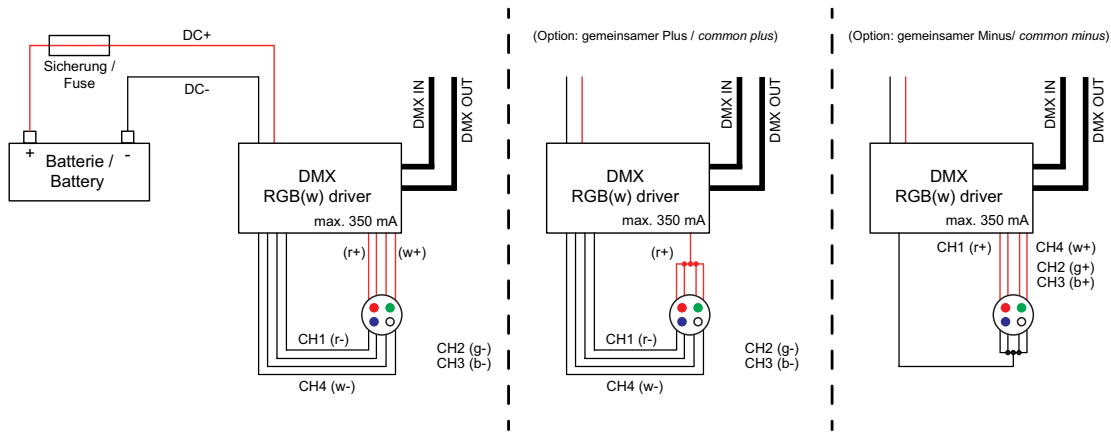 DC+
Sicherung /
Fuse
DC-
+
-
Batterie /
Battery
DMX IN
DMX OUT
DMX
RGB(w) driver
max. 350 mA
(r+)
(w+)
CH1 (r-)
CH2 (g-)
CH3 (b-)
CH4 (w-)
(Option: gemeinsamer Plus / common plus)
DMX IN
DMX OUT
DMX
RGB(w) driver
max. 350 mA
(r+)
CH1 (r-)
CH2 (g-)
CH3 (b-)
CH4 (w-)
(Option: gemeinsamer Minus/ common minus)
DMX IN
DMX OUT
DMX
RGB(w) driver
max. 350 mA
CH1 (r+)
CH4 (w+)
CH2 (g+)
CH3 (b+)